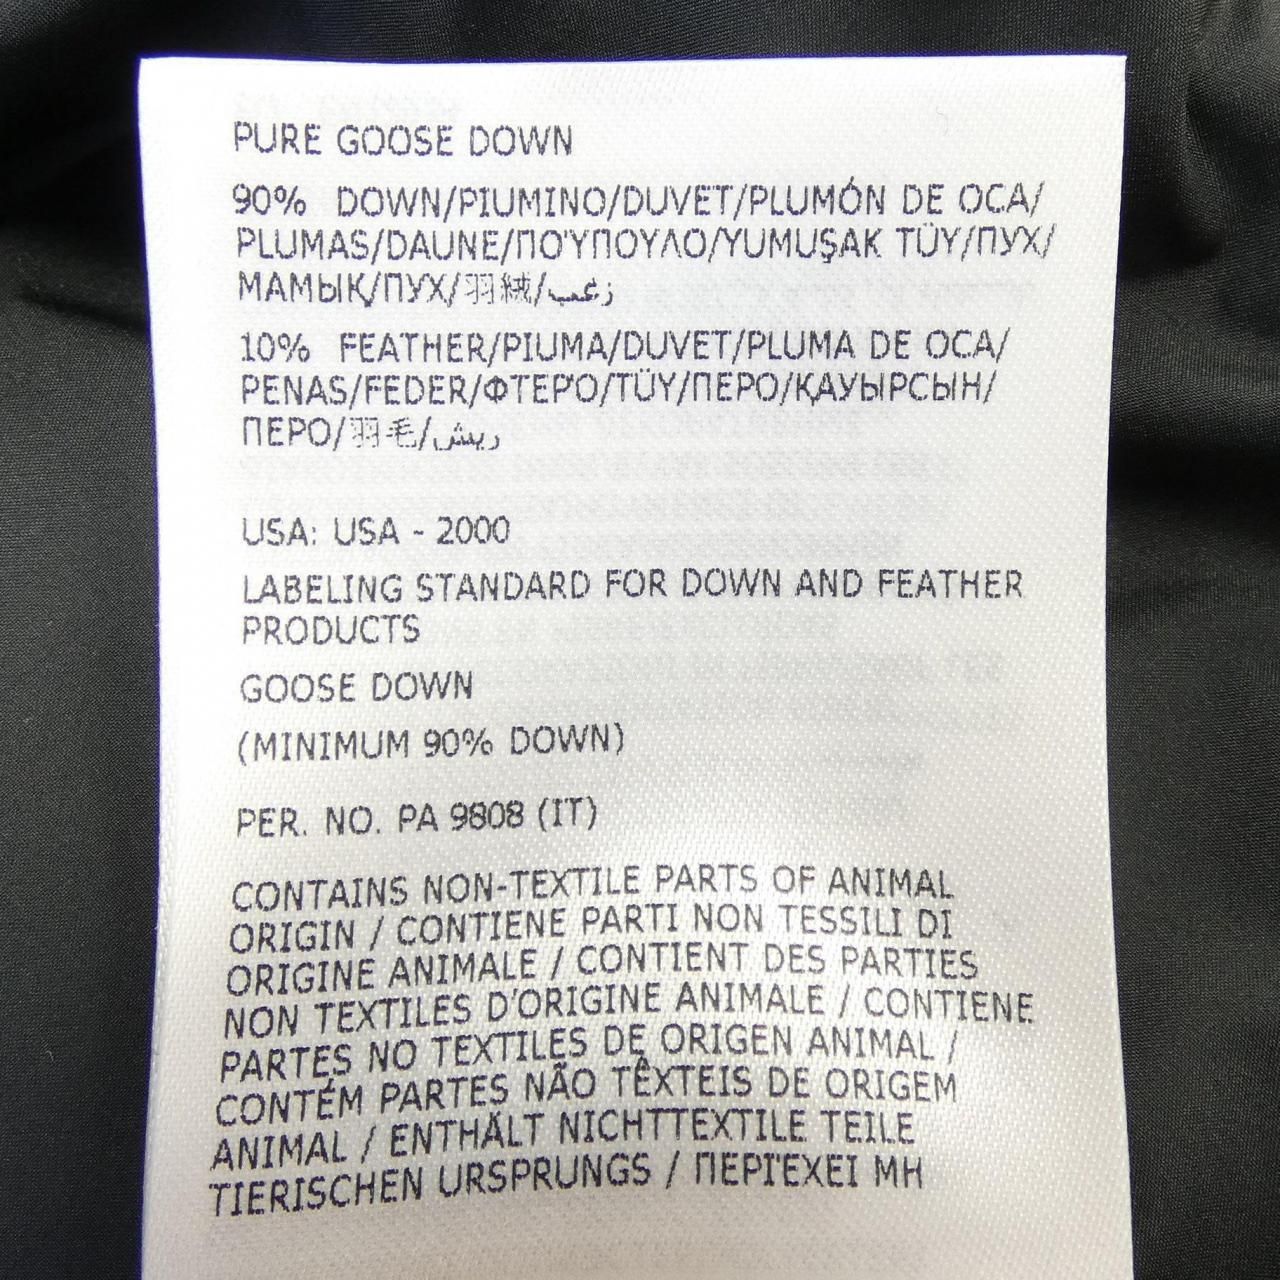 PURE GOOSE DOWN
90% DOWN/PIUMINO/DUVET/PLUMÓN DE OCA/
PLUMAS/DAUNE/ΠΟΎΠΟΥΛΟ/YUMUŞAK TÜY/ПУХ/
МАМЫҚ/ПУХ/羽絨/زغب
10% FEATHER/PIUMA/DUVET/PLUMA DE OCA/
PENAS/FEDER/ΦΤΕΡΌ/TÜY/ПЕРО/ҚАУЫРСЫН/
ПЕРО/羽毛/ريش
USA: USA - 2000
LABELING STANDARD FOR DOWN AND FEATHER
PRODUCTS
GOOSE DOWN
(MINIMUM 90% DOWN)
PER. NO. PA 9808 (IT)
CONTAINS NON-TEXTILE PARTS OF ANIMAL
ORIGIN / CONTIENE PARTI NON TESSILI DI
ORIGINE ANIMALE / CONTIENT DES PARTIES
NON TEXTILES D'ORIGINE ANIMALE / CONTIENE
PARTES NO TEXTILES DE ORIGEN ANIMAL /
CONTÉM PARTES NÃO TÊXTEIS DE ORIGEM
ANIMAL / ENTHÄLT NICHTTEXTILE TEILE
TIERISCHEN URSPRUNGS / ΠΕΡΙΈΧΕΙ ΜΗ